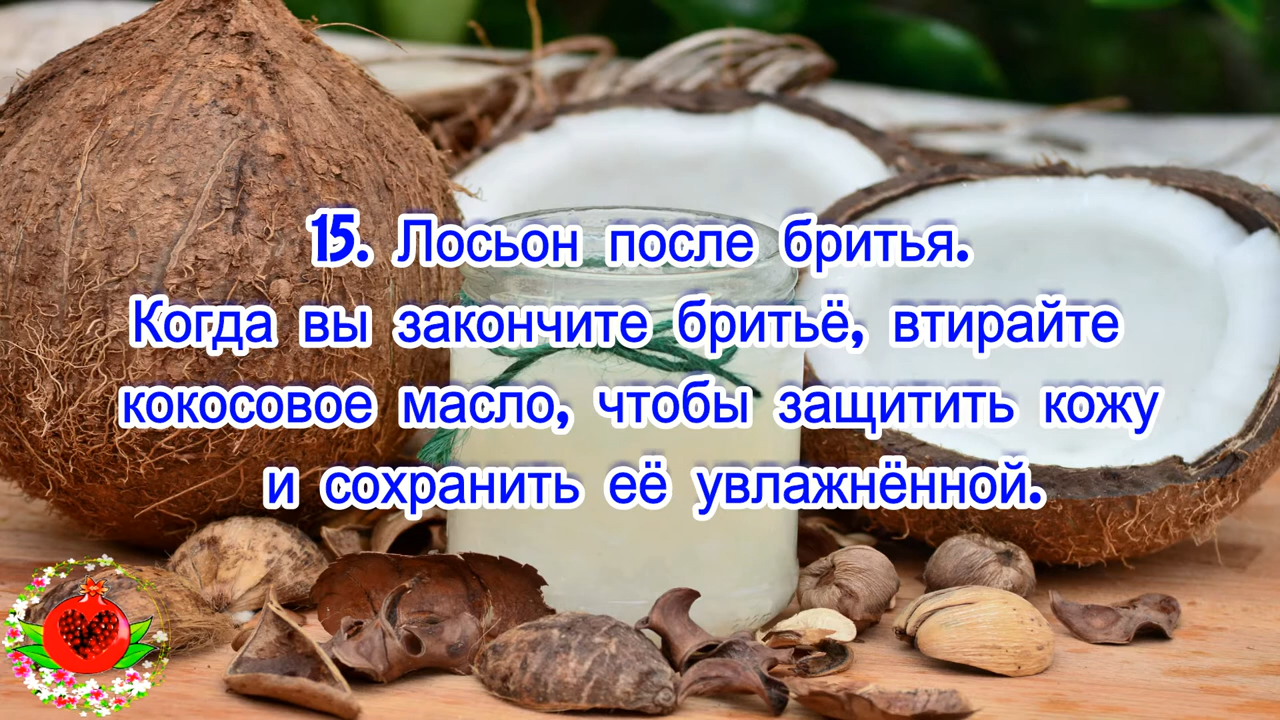 15. Лосьон после бритья.
Когда вы закончите бритьё, втирайте
кокосовое масло, чтобы защитить кожу
и сохранить её увлажнённой.